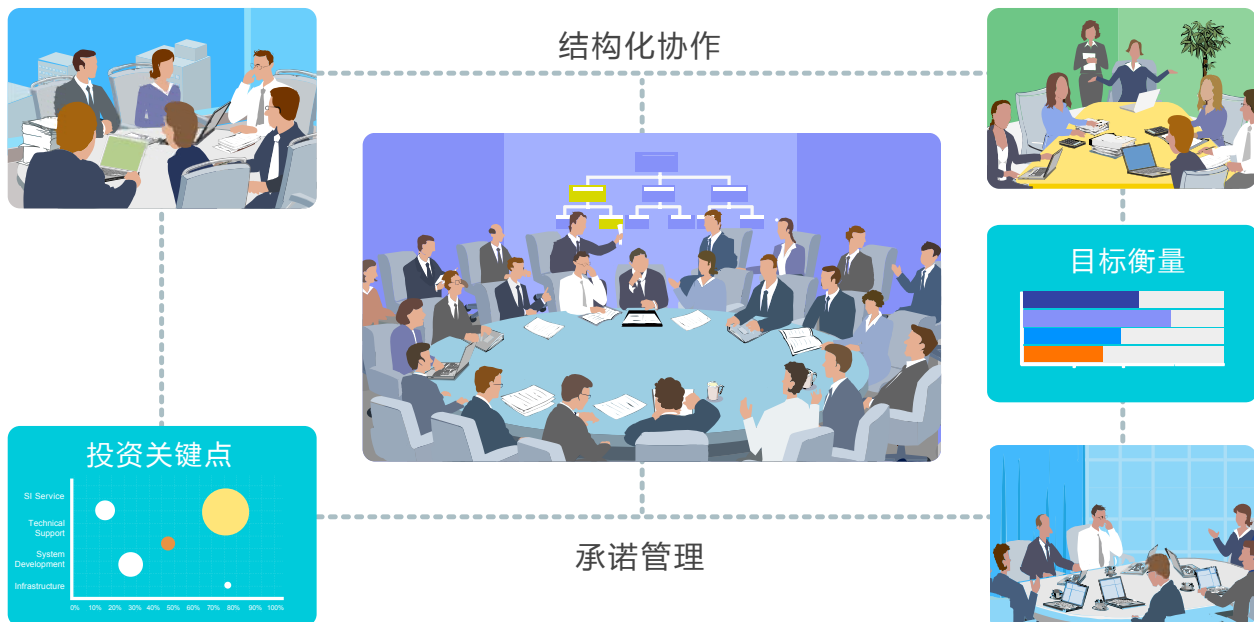 结构化协作
目标衡量
投资关键点
SI Service
Technical
Support
System
Development
Infrastructure
0% 10% 20% 30% 40% 50% 60% 70% 80% 90% 100%
承诺管理